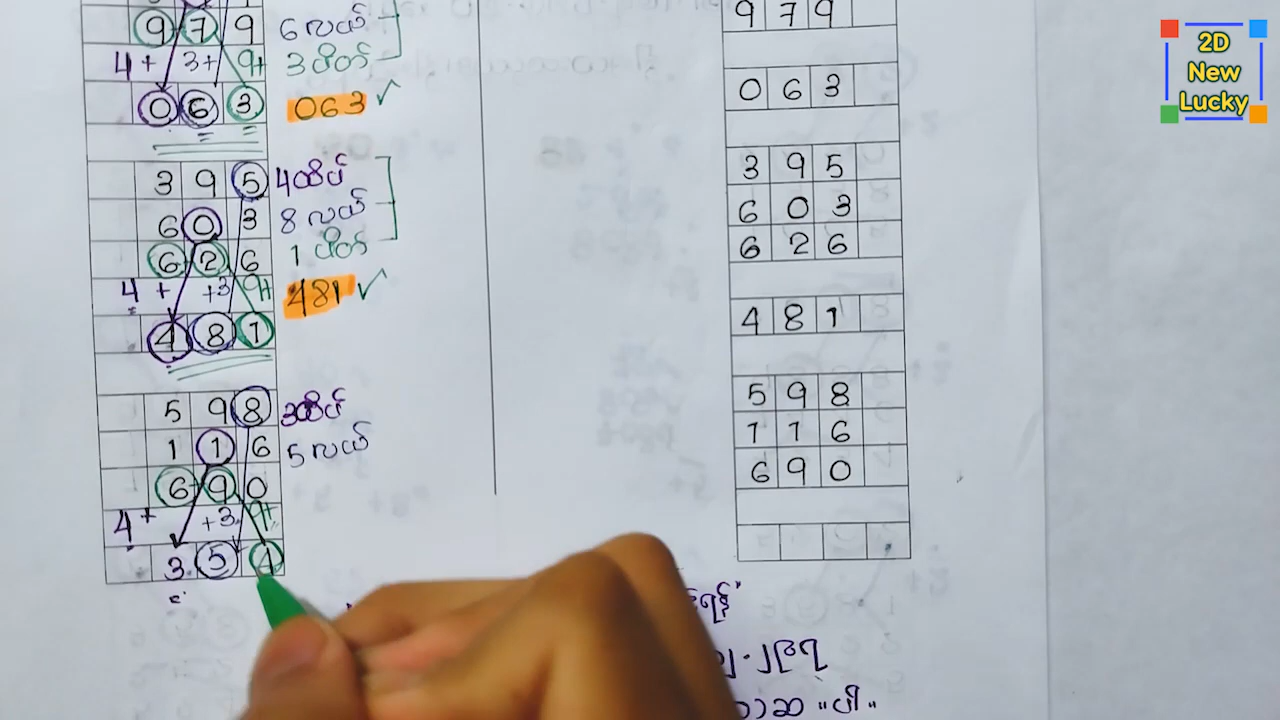 9 7 9 6 လယ်
4+ 3+ 9+ 3 ပိတ်
0 6 3 063 ✓
3 9 5 4 ထိပ်
6 0 3 8 လယ်
6 2 6 1 ပိတ်
4 + +3 9+ 481 ✓
4 8 1
5 9 8 3 ထိပ်
1 1 6 5 လယ်
6 9 0
4+ +3 9+
3 5 4
9 7 9
0 6 3
3 9 5
6 0 3
6 2 6
4 8 1
5 9 8
1 1 6
6 9 0
2D
New
Lucky